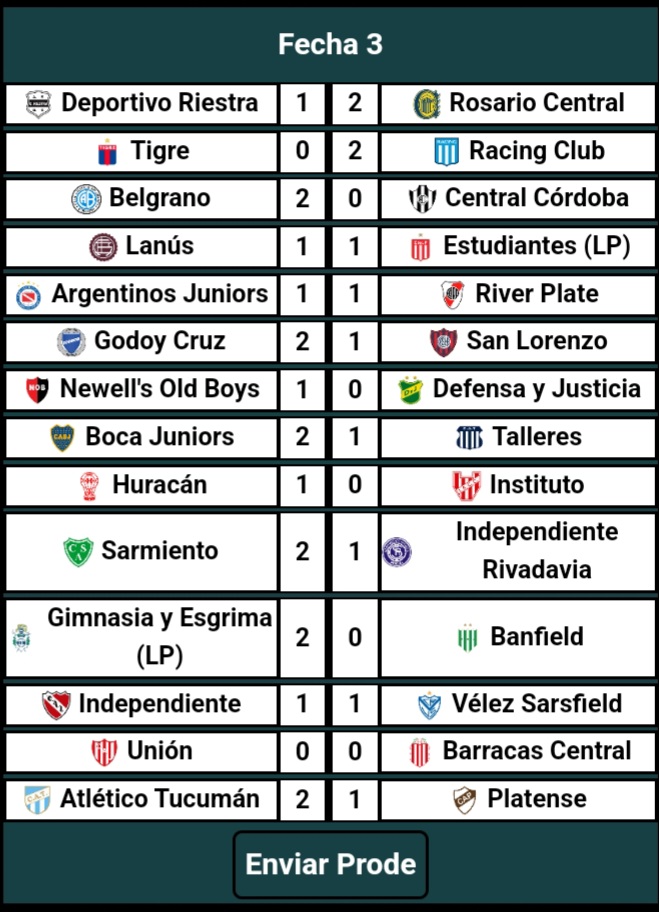 Fecha 3
Deportivo Riestra 1 2 Rosario Central
Tigre 0 2 Racing Club
Belgrano 2 0 Central Córdoba
Lanús 1 1 Estudiantes (LP)
Argentinos Juniors 1 1 River Plate
Godoy Cruz 2 1 San Lorenzo
Newell's Old Boys 1 0 Defensa y Justicia
Boca Juniors 2 1 Talleres
Huracán 1 0 Instituto
Sarmiento 2 1 Independiente
Rivadavia
Gimnasia y Esgrima
(LP) 2 0 Banfield
Independiente 1 1 Vélez Sarsfield
Unión 0 0 Barracas Central
Atlético Tucumán 2 1 Platense
Enviar Prode